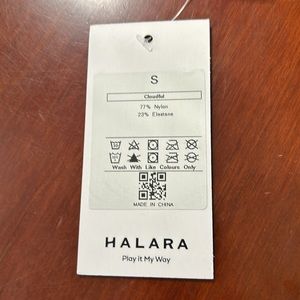 S
Cloudful
77% Nylon
23% Elastane
Wash With Like Colours Only
MADE IN CHINA
HALARA
Play it My Way